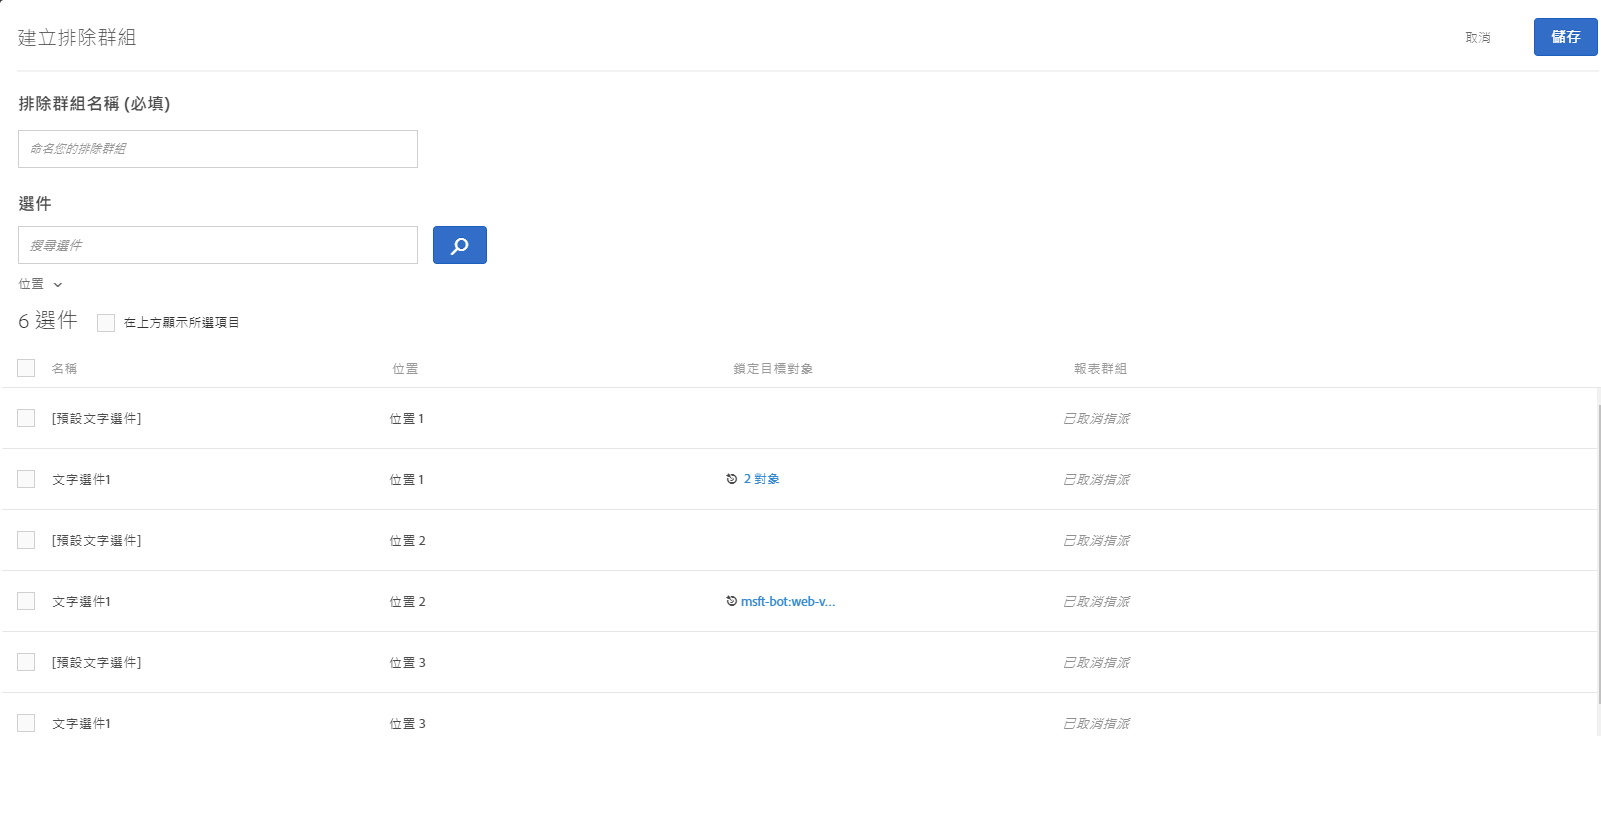 建立排除群組
取消
儲存
排除群組名稱 (必填)
命名您的排除群組
選件
搜尋選件
位置
6 選件 在上方顯示所選項目
名稱 位置 鎖定目標對象 報表群組
[預設文字選件] 位置 1 已取消指派
文字選件1 位置 1 2 對象 已取消指派
[預設文字選件] 位置 2 已取消指派
文字選件1 位置 2 msft-bot:web-v... 已取消指派
[預設文字選件] 位置 3 已取消指派
文字選件1 位置 3 已取消指派